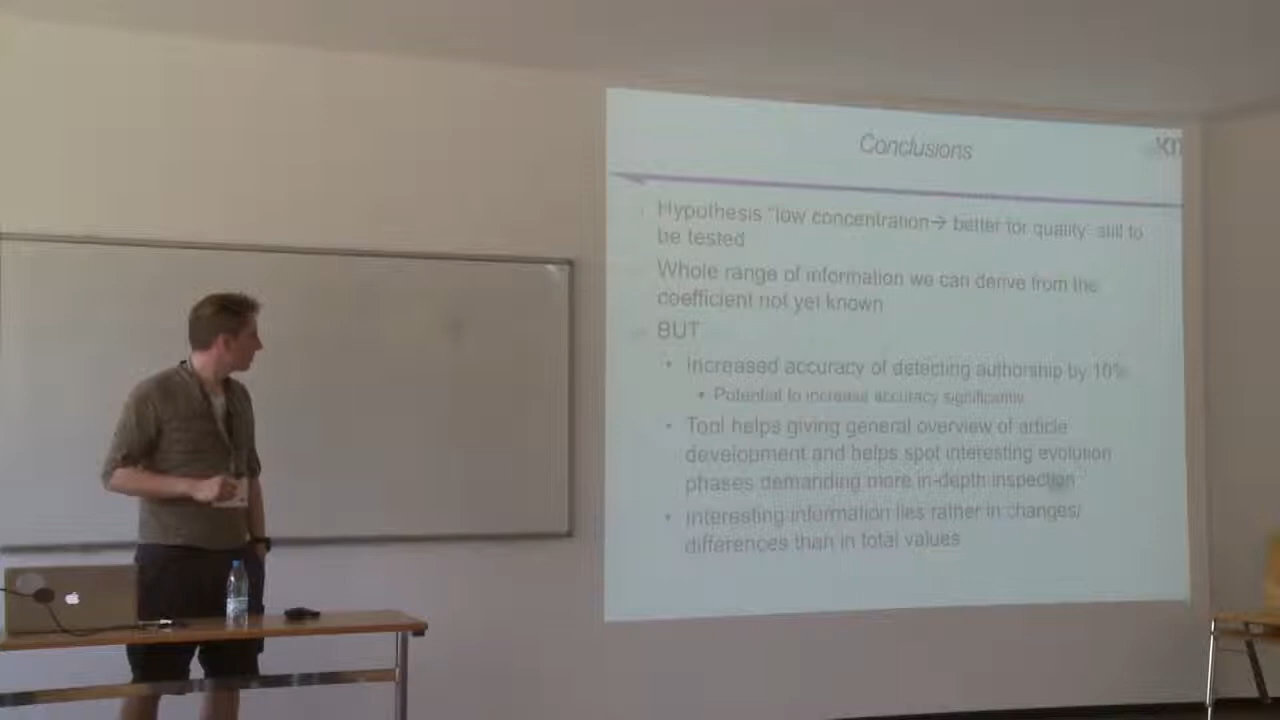 Conclusions
KIT
Hypothesis "low concentration→ better for quality" still to
be tested
Whole range of information we can derive from the
coefficient not yet known
BUT
• Increased accuracy of detecting authorship by 10%
• Potential to increase accuracy significantly
• Tool helps giving general overview of article
development and helps spot interesting evolution
phases demanding more in-depth inspection
• Interesting information lies rather in changes/
differences than in total values